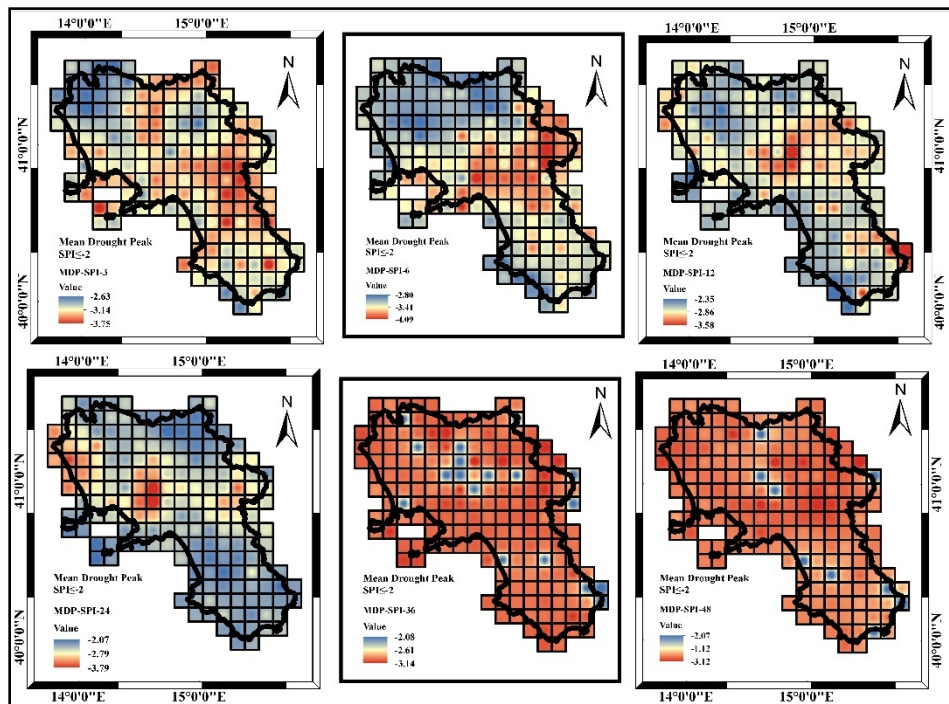 14°0'0"E 15°0'0"E
14°0'0"E 15°0'0"E
N
N
N
41°0'0"N
41°0'0"N
40°0'0"N
40°0'0"N
Mean Drought Peak
SPI≤-2
MDP-SPI-3
Value
-2.63
-3.14
-3.75
Mean Drought Peak
SPI≤-2
MDP-SPI-6
Value
-2.80
-3.41
-4.09
Mean Drought Peak
SPI≤-2
MDP-SPI-12
Value
-2.35
-2.86
-3.58
14°0'0"E 15°0'0"E
14°0'0"E 15°0'0"E
N
N
N
41°0'0"N
41°0'0"N
40°0'0"N
40°0'0"N
Mean Drought Peak
SPI≤-2
MDP-SPI-24
Value
-2.07
-2.79
-3.79
Mean Drought Peak
SPI≤-2
MDP-SPI-36
Value
-2.08
-2.61
-3.14
Mean Drought Peak
SPI≤-2
MDP-SPI-48
Value
-2.07
-1.12
-3.12
14°0'0"E 15°0'0"E
14°0'0"E 15°0'0"E